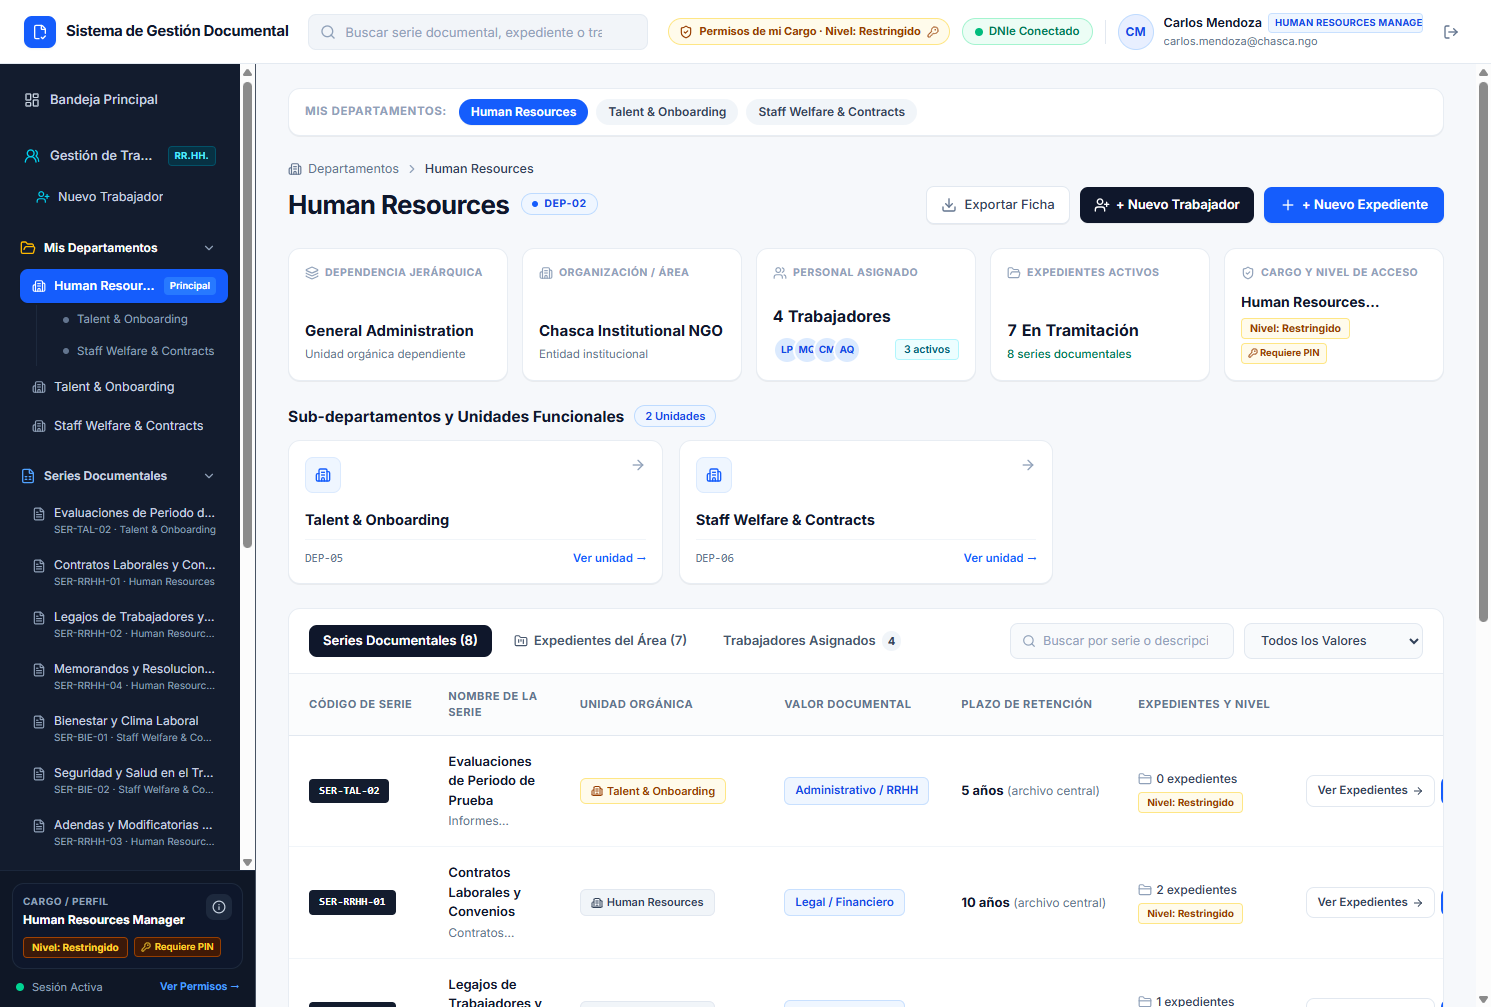 Sistema de Gestión Documental
Buscar serie documental, expediente o tra
Permisos de mi Cargo · Nivel: Restringido
DNIe Conectado
CM
Carlos Mendoza
HUMAN RESOURCES MANAGE
carlos.mendoza@chasca.ngo
Bandeja Principal
Gestión de Tra...
RR.HH.
Nuevo Trabajador
Mis Departamentos
Human Resour...
Principal
Talent & Onboarding
Staff Welfare & Contracts
Talent & Onboarding
Staff Welfare & Contracts
Series Documentales
Evaluaciones de Periodo d...
SER-TAL-02 · Talent & Onboarding
Contratos Laborales y Con...
SER-RRHH-01 · Human Resources
Legajos de Trabajadores y...
SER-RRHH-02 · Human Resourc...
Memorandos y Resolucion...
SER-RRHH-04 · Human Resourc...
Bienestar y Clima Laboral
SER-BIE-01 · Staff Welfare & Co...
Seguridad y Salud en el Tr...
SER-BIE-02 · Staff Welfare & Co...
Adendas y Modificatorias ...
SER-RRHH-03 · Human Resourc...
CARGO / PERFIL
Human Resources Manager
Nivel: Restringido
Requiere PIN
Sesión Activa
Ver Permisos →
MIS DEPARTAMENTOS:
Human Resources
Talent & Onboarding
Staff Welfare & Contracts
Departamentos > Human Resources
Human Resources
DEP-02
Exportar Ficha
+ Nuevo Trabajador
+ Nuevo Expediente
DEPENDENCIA JERÁRQUICA
General Administration
Unidad orgánica dependiente
ORGANIZACIÓN / ÁREA
Chasca Institutional NGO
Entidad institucional
PERSONAL ASIGNADO
4 Trabajadores
LP MC CM AQ
3 activos
EXPEDIENTES ACTIVOS
7 En Tramitación
8 series documentales
CARGO Y NIVEL DE ACCESO
Human Resources...
Nivel: Restringido
Requiere PIN
Sub-departamentos y Unidades Funcionales
2 Unidades
Talent & Onboarding
DEP-05
Ver unidad →
Staff Welfare & Contracts
DEP-06
Ver unidad →
Series Documentales (8)
Expedientes del Área (7)
Trabajadores Asignados 4
Buscar por serie o descripci
Todos los Valores
CÓDIGO DE SERIE
NOMBRE DE LA
SERIE
UNIDAD ORGÁNICA
VALOR DOCUMENTAL
PLAZO DE RETENCIÓN
EXPEDIENTES Y NIVEL
SER-TAL-02
Evaluaciones
de Periodo de
Prueba
Informes...
Talent & Onboarding
Administrativo / RRHH
5 años (archivo central)
0 expedientes
Nivel: Restringido
Ver Expedientes →
SER-RRHH-01
Contratos
Laborales y
Convenios
Contratos...
Human Resources
Legal / Financiero
10 años (archivo central)
2 expedientes
Nivel: Restringido
Ver Expedientes →
Legajos de
Trabajadores y
1 expedientes